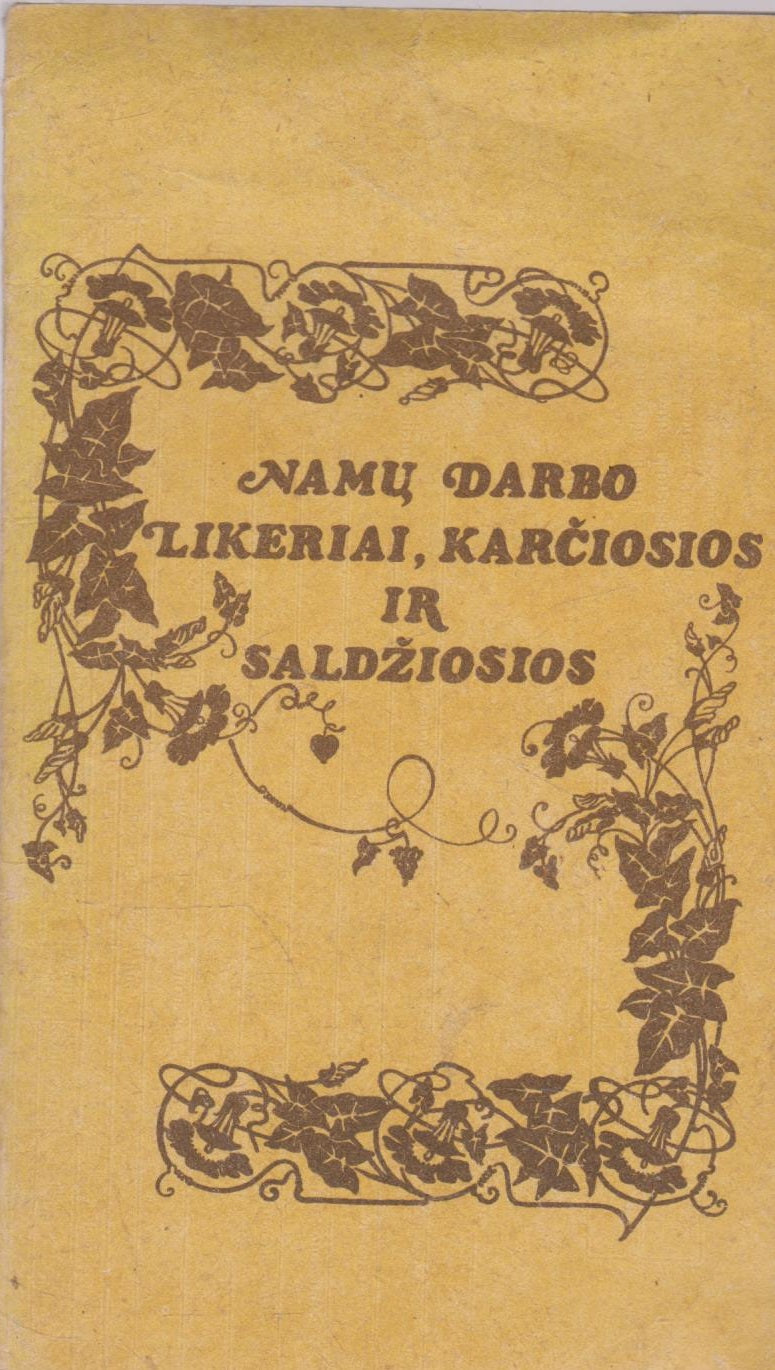 NAMŲ DARBO
LIKERIAI, KARČIOSIOS
IR
SALDŽIOSIOS